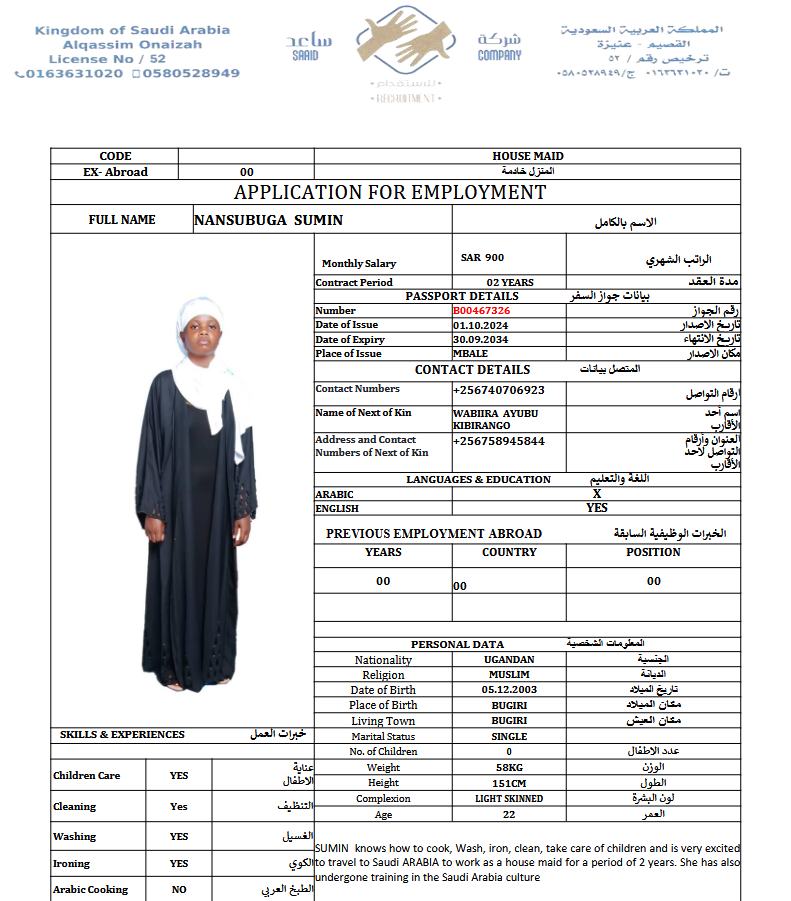 Kingdom of Saudi Arabia
Alqassim Onaizah
License No / 52
0163631020 0580528949
ساعد
SAAID
شركة
COMPANY
للاستقدام
RECRUITMENT
المملكة العربية السعودية
القصيم - عنيزة
ترخيص رقم / ٥٢
ت/ ٠١٦٣٦٣١٠٢٠ ج/٠٥٨٠٥٢٨٩٤٩
CODE HOUSE MAID
EX- Abroad 00 المنزل خادمة
APPLICATION FOR EMPLOYMENT
FULL NAME NANSUBUGA SUMIN الاسم بالكامل
Monthly Salary SAR 900 الراتب الشهري
Contract Period 02 YEARS مدة العقد
PASSPORT DETAILS بيانات جواز السفر
Number B00467326 رقم الجواز
Date of Issue 01.10.2024 تاريخ الاصدار
Date of Expiry 30.09.2034 تاريخ الانتهاء
Place of Issue MBALE مكان الاصدار
CONTACT DETAILS المتصل بيانات
Contact Numbers +256740706923 ارقام التواصل
Name of Next of Kin WABIIRA AYUBU KIBIRANGO اسم أحد الأقارب
Address and Contact Numbers of Next of Kin +256758945844 العنوان وأرقام التواصل لأحد الأقارب
LANGUAGES & EDUCATION اللغة والتعليم
ARABIC X
ENGLISH YES
PREVIOUS EMPLOYMENT ABROAD الخبرات الوظيفية السابقة
YEARS COUNTRY POSITION
00 00 00
PERSONAL DATA المعلومات الشخصية
Nationality UGANDAN الجنسية
Religion MUSLIM الديانة
Date of Birth 05.12.2003 تاريخ الميلاد
Place of Birth BUGIRI مكان الميلاد
Living Town BUGIRI مكان العيش
Marital Status SINGLE
No. of Children 0 عدد الاطفال
Weight 58KG الوزن
Height 151CM الطول
Complexion LIGHT SKINNED لون البشرة
Age 22 العمر
SKILLS & EXPERIENCES خبرات العمل
Children Care YES عناية الاطفال
Cleaning Yes التنظيف
Washing YES الغسيل
Ironing YES الكوي
Arabic Cooking NO الطبخ العربي
SUMIN knows how to cook, Wash, iron, clean, take care of children and is very excited
to travel to Saudi ARABIA to work as a house maid for a period of 2 years. She has also
undergone training in the Saudi Arabia culture